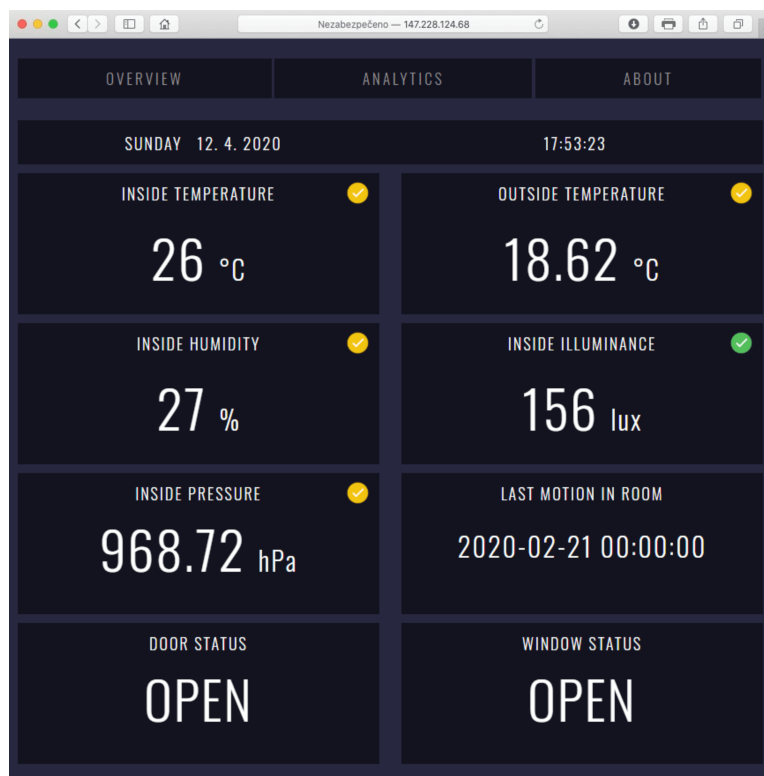 Nezabezpečeno — 147.228.124.68
OVERVIEW ANALYTICS ABOUT
SUNDAY 12. 4. 2020 17:53:23
INSIDE TEMPERATURE OUTSIDE TEMPERATURE
26 °C 18.62 °C
INSIDE HUMIDITY INSIDE ILLUMINANCE
27 % 156 lux
INSIDE PRESSURE LAST MOTION IN ROOM
968.72 hPa 2020-02-21 00:00:00
DOOR STATUS WINDOW STATUS
OPEN OPEN